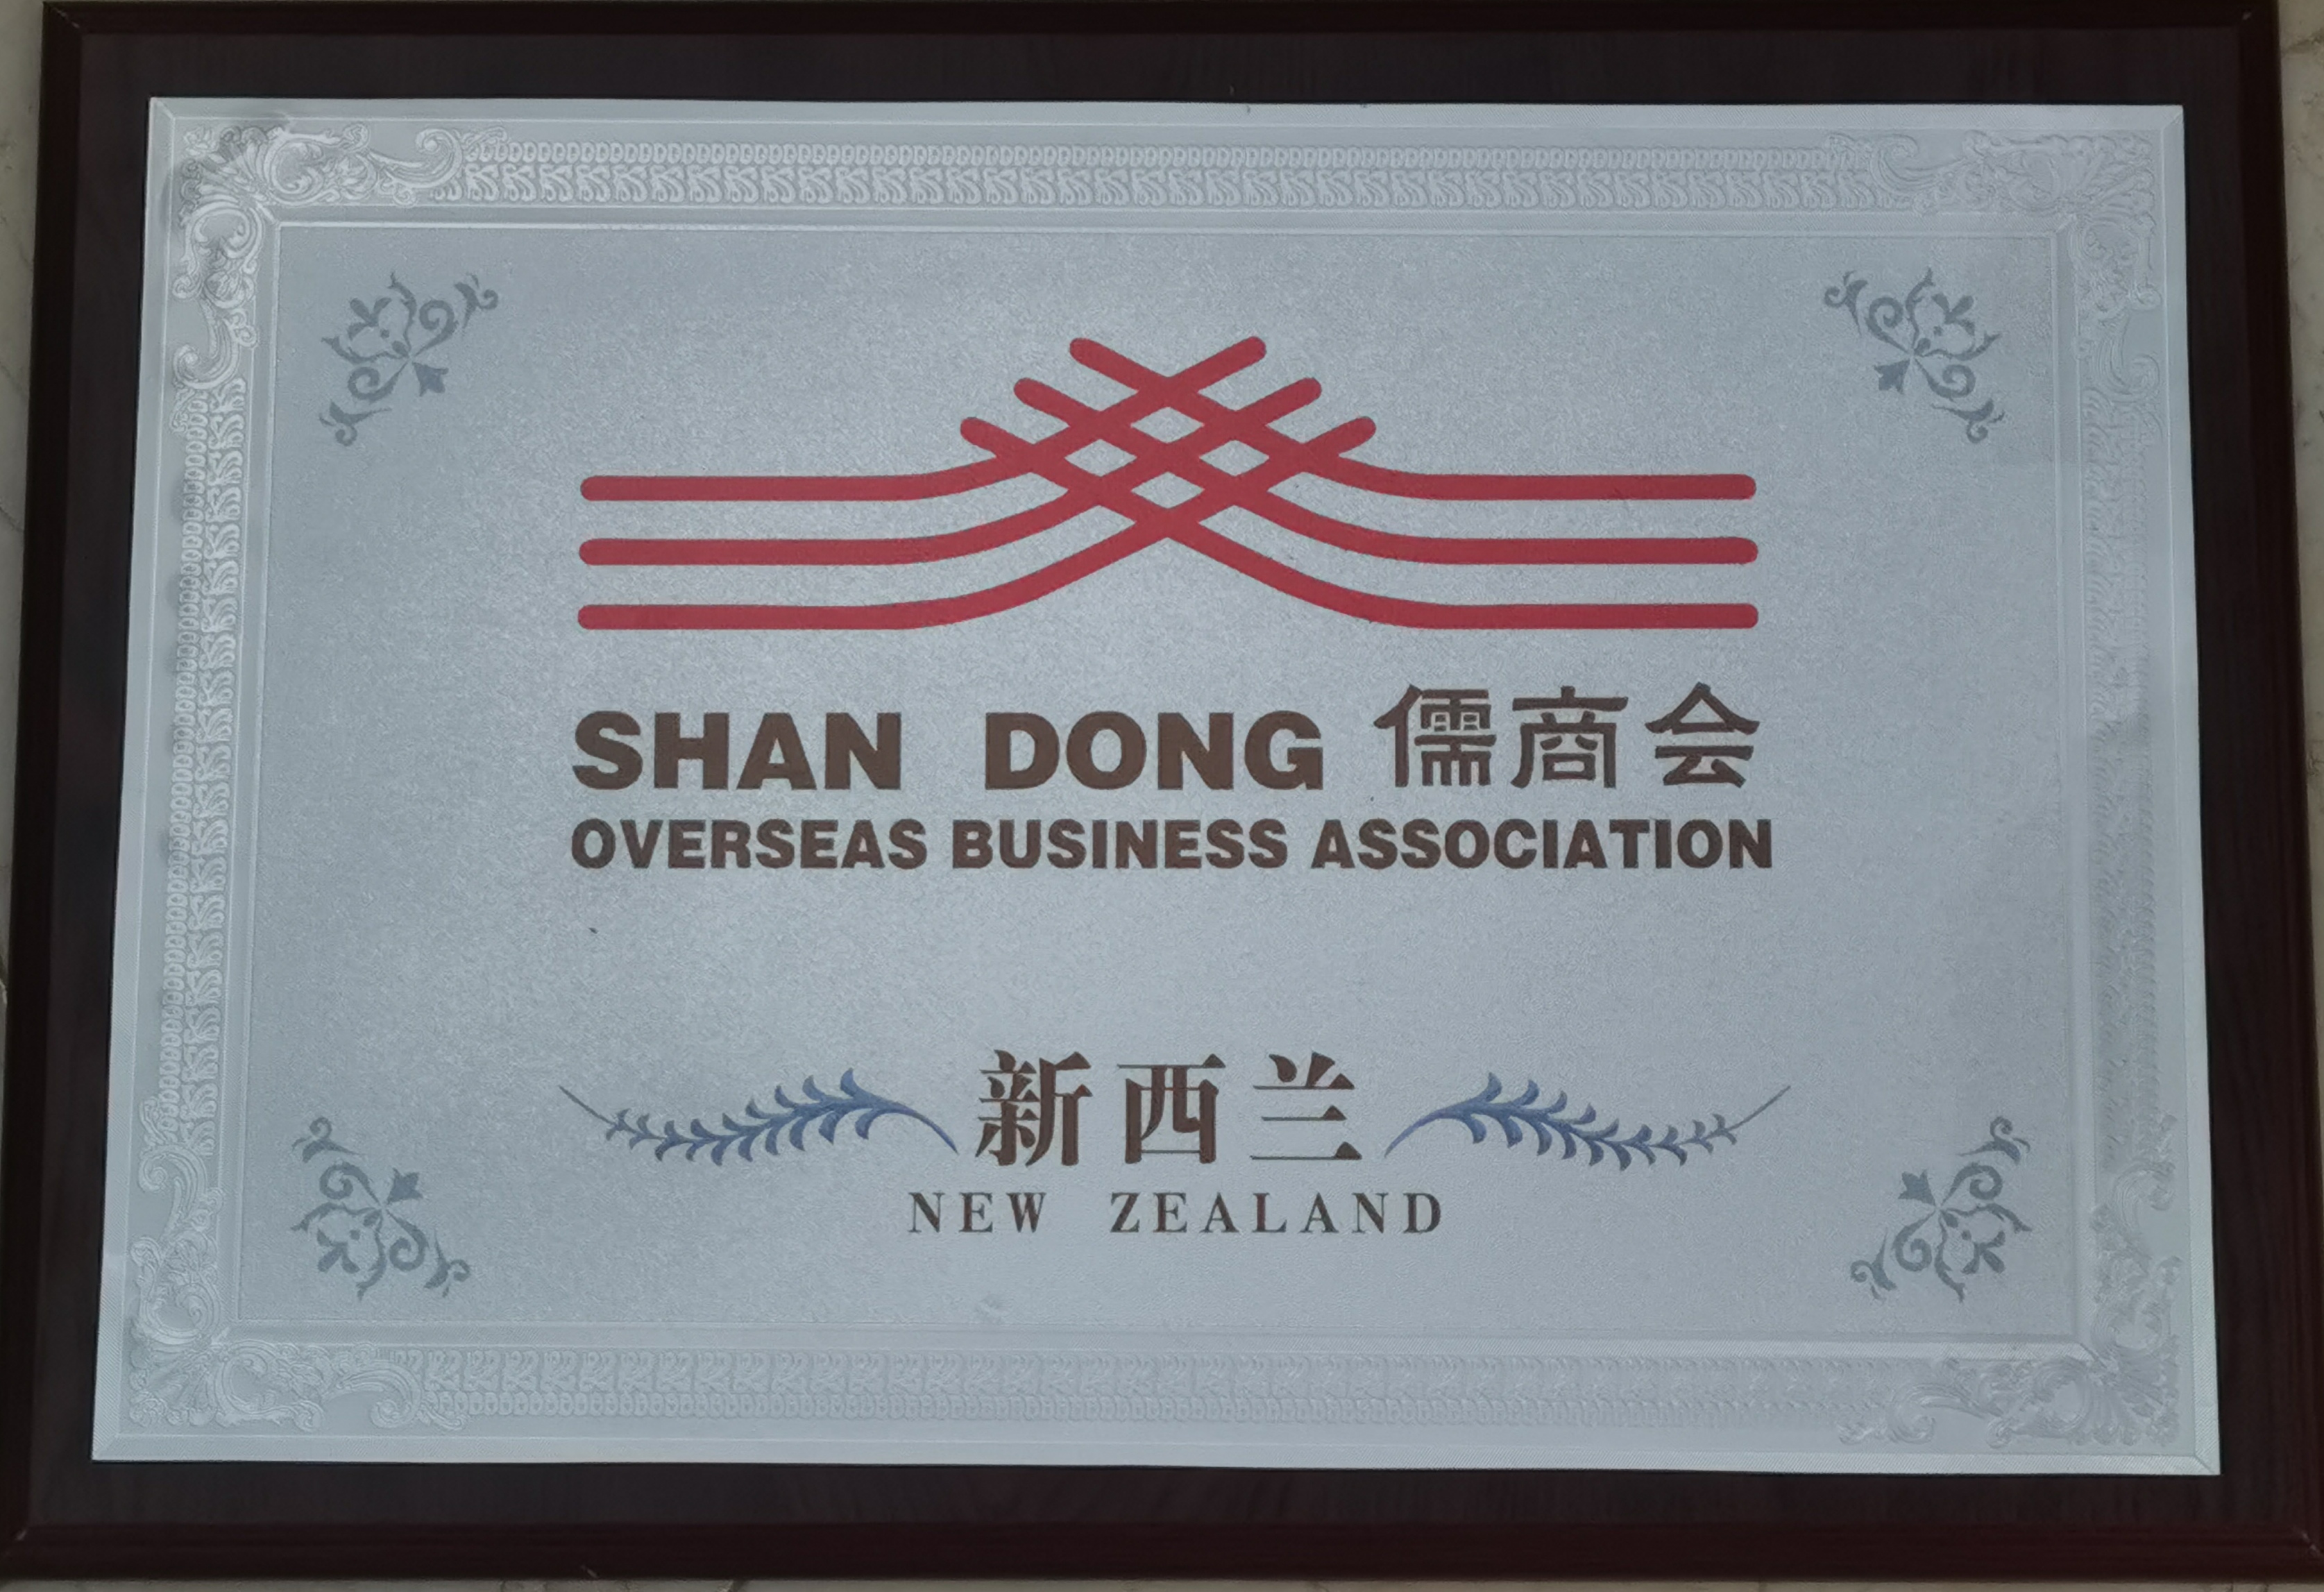 SHAN DONG 儒商会
OVERSEAS BUSINESS ASSOCIATION
新西兰
NEW ZEALAND